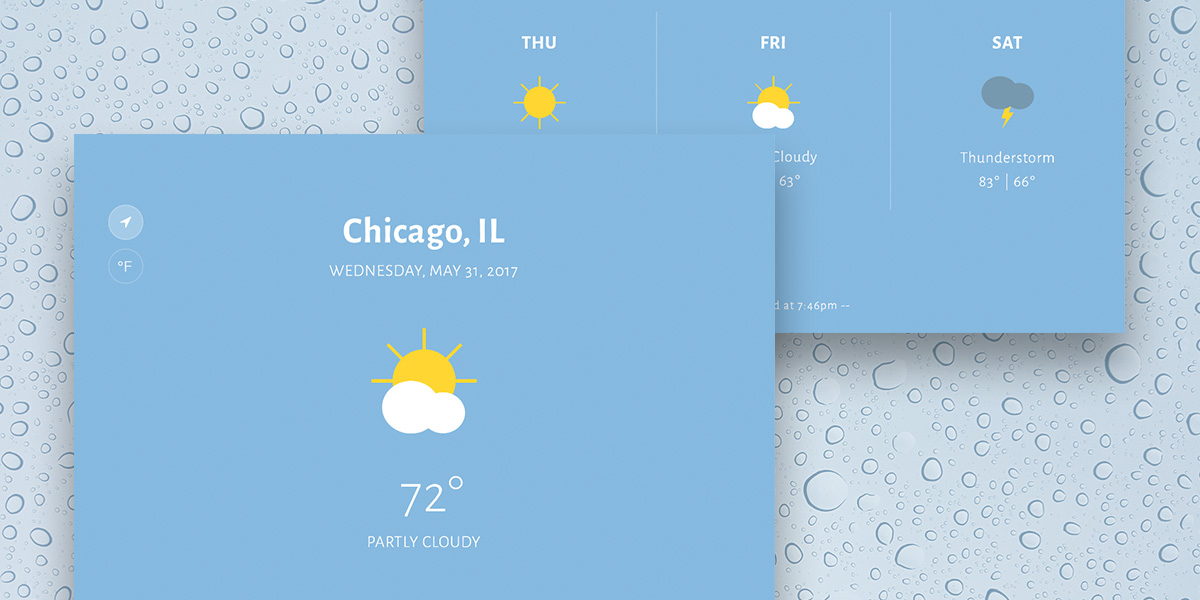 THU
FRI
SAT
Cloudy
63°
Thunderstorm
83° | 66°
at 7:46pm --
°F
Chicago, IL
WEDNESDAY, MAY 31, 2017
72°
PARTLY CLOUDY